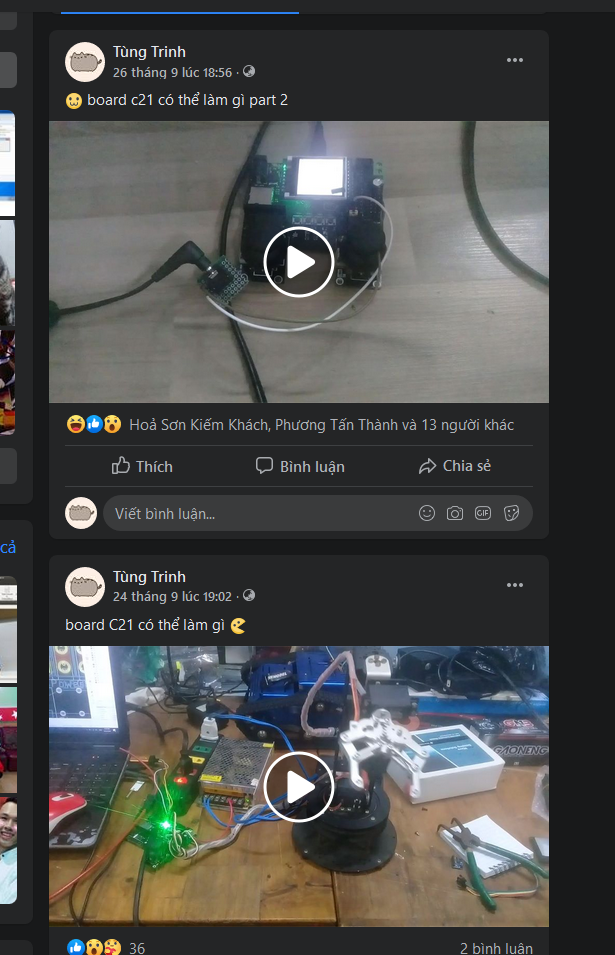 Tùng Trinh
26 tháng 9 lúc 18:56 ·
board c21 có thể làm gì part 2
Hoả Sơn Kiếm Khách, Phương Tấn Thành và 13 người khác
Thích
Bình luận
Chia sẻ
Viết bình luận...
GIF
cả
Tùng Trinh
24 tháng 9 lúc 19:02 ·
board C21 có thể làm gì
GAONENG
36
2 bình luận